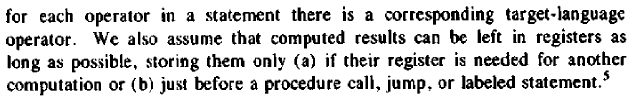 for each operator in a statement there is a corresponding target-language
operator. We also assume that computed results can be left in registers as
long as possible, storing them only (a) if their register is needed for another
computation or (b) just before a procedure call, jump, or labeled statement.5